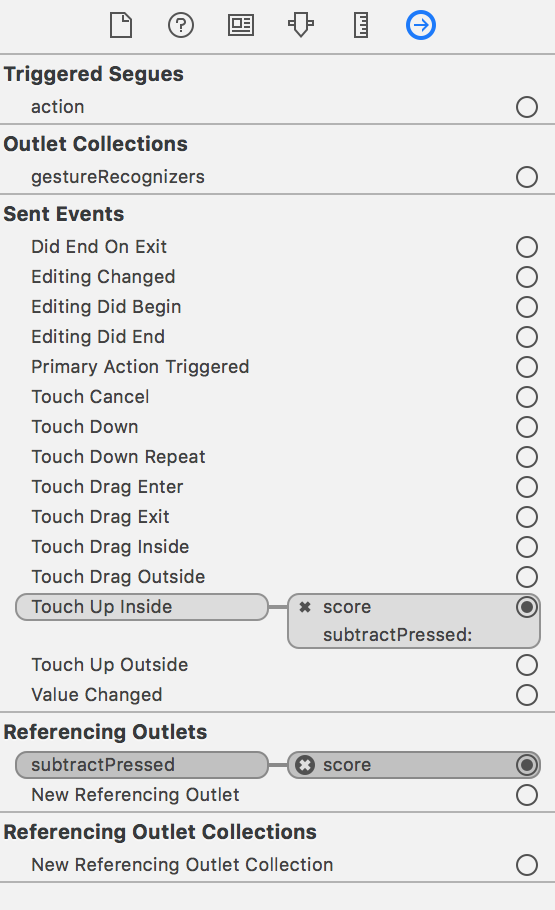 Triggered Segues
action
Outlet Collections
gestureRecognizers
Sent Events
Did End On Exit
Editing Changed
Editing Did Begin
Editing Did End
Primary Action Triggered
Touch Cancel
Touch Down
Touch Down Repeat
Touch Drag Enter
Touch Drag Exit
Touch Drag Inside
Touch Drag Outside
Touch Up Inside score
subtractPressed:
Touch Up Outside
Value Changed
Referencing Outlets
subtractPressed score
New Referencing Outlet
Referencing Outlet Collections
New Referencing Outlet Collection